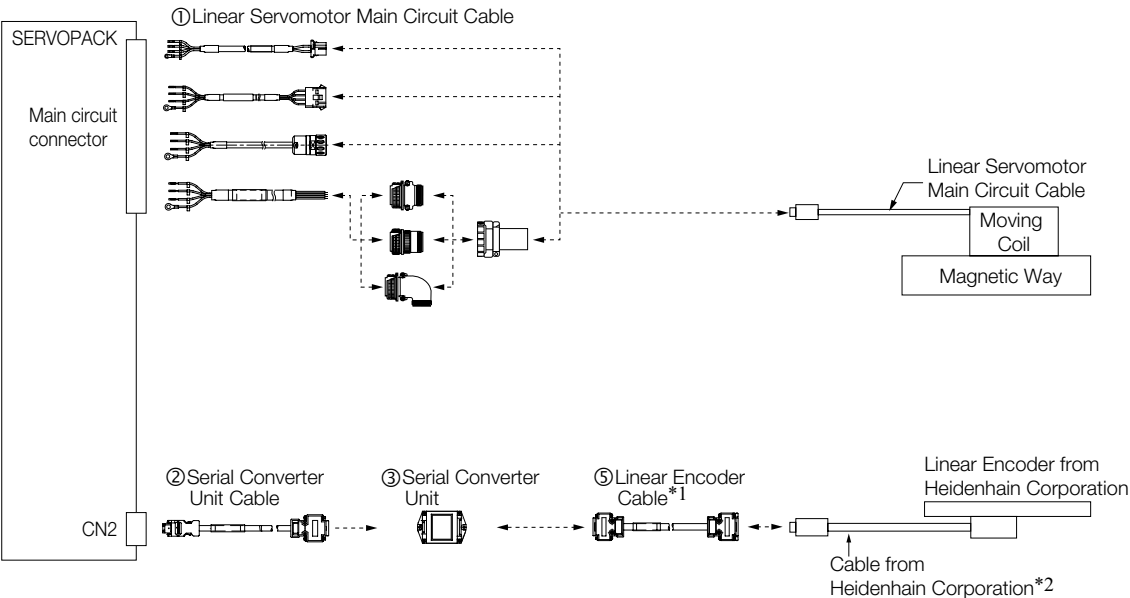 ①Linear Servomotor Main Circuit Cable
SERVOPACK
Main circuit
connector
Linear Servomotor
Main Circuit Cable
Moving
Coil
Magnetic Way
②Serial Converter
Unit Cable
③Serial Converter
Unit
⑤Linear Encoder
Cable*1
Linear Encoder from
Heidenhain Corporation
CN2
Cable from
Heidenhain Corporation*2